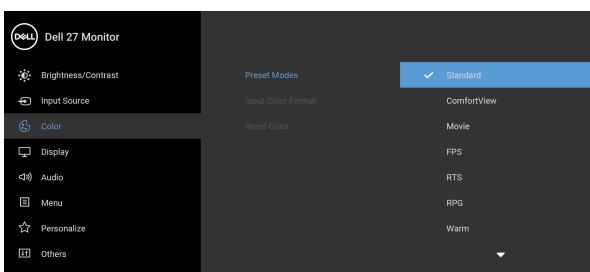 DELL Dell 27 Monitor
Brightness/Contrast Preset Modes Standard
Input Source Input Color Format ComfortView
Color Reset Color Movie
Display FPS
Audio RTS
Menu RPG
Personalize Warm
Others